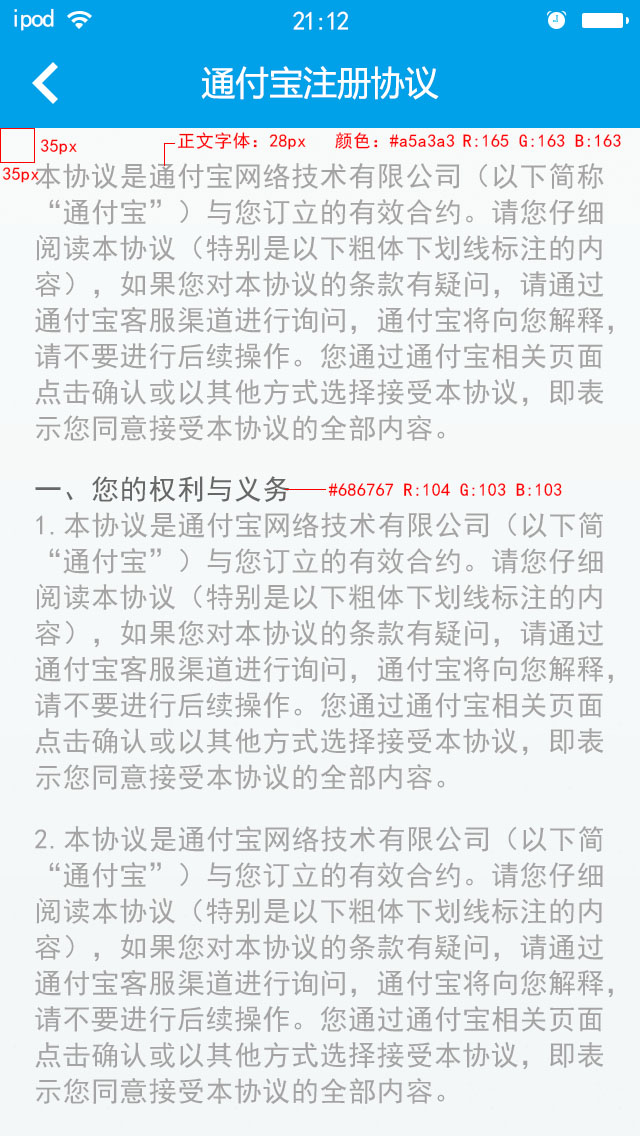 ipod 21:12
通付宝注册协议
35px 正文字体：28px 颜色：#a5a3a3 R:165 G:163 B:163
35px
本协议是通付宝网络技术有限公司（以下简称
“通付宝”）与您订立的有效合约。请您仔细
阅读本协议（特别是以下粗体下划线标注的内
容），如果您对本协议的条款有疑问，请通过
通付宝客服渠道进行询问，通付宝将向您解释，
请不要进行后续操作。您通过通付宝相关页面
点击确认或以其他方式选择接受本协议，即表
示您同意接受本协议的全部内容。
一、您的权利与义务 #686767 R:104 G:103 B:103
1.本协议是通付宝网络技术有限公司（以下简
“通付宝”）与您订立的有效合约。请您仔细
阅读本协议（特别是以下粗体下划线标注的内
容），如果您对本协议的条款有疑问，请通过
通付宝客服渠道进行询问，通付宝将向您解释，
请不要进行后续操作。您通过通付宝相关页面
点击确认或以其他方式选择接受本协议，即表
示您同意接受本协议的全部内容。
2.本协议是通付宝网络技术有限公司（以下简
“通付宝”）与您订立的有效合约。请您仔细
阅读本协议（特别是以下粗体下划线标注的内
容），如果您对本协议的条款有疑问，请通过
通付宝客服渠道进行询问，通付宝将向您解释，
请不要进行后续操作。您通过通付宝相关页面
点击确认或以其他方式选择接受本协议，即表
示您同意接受本协议的全部内容。